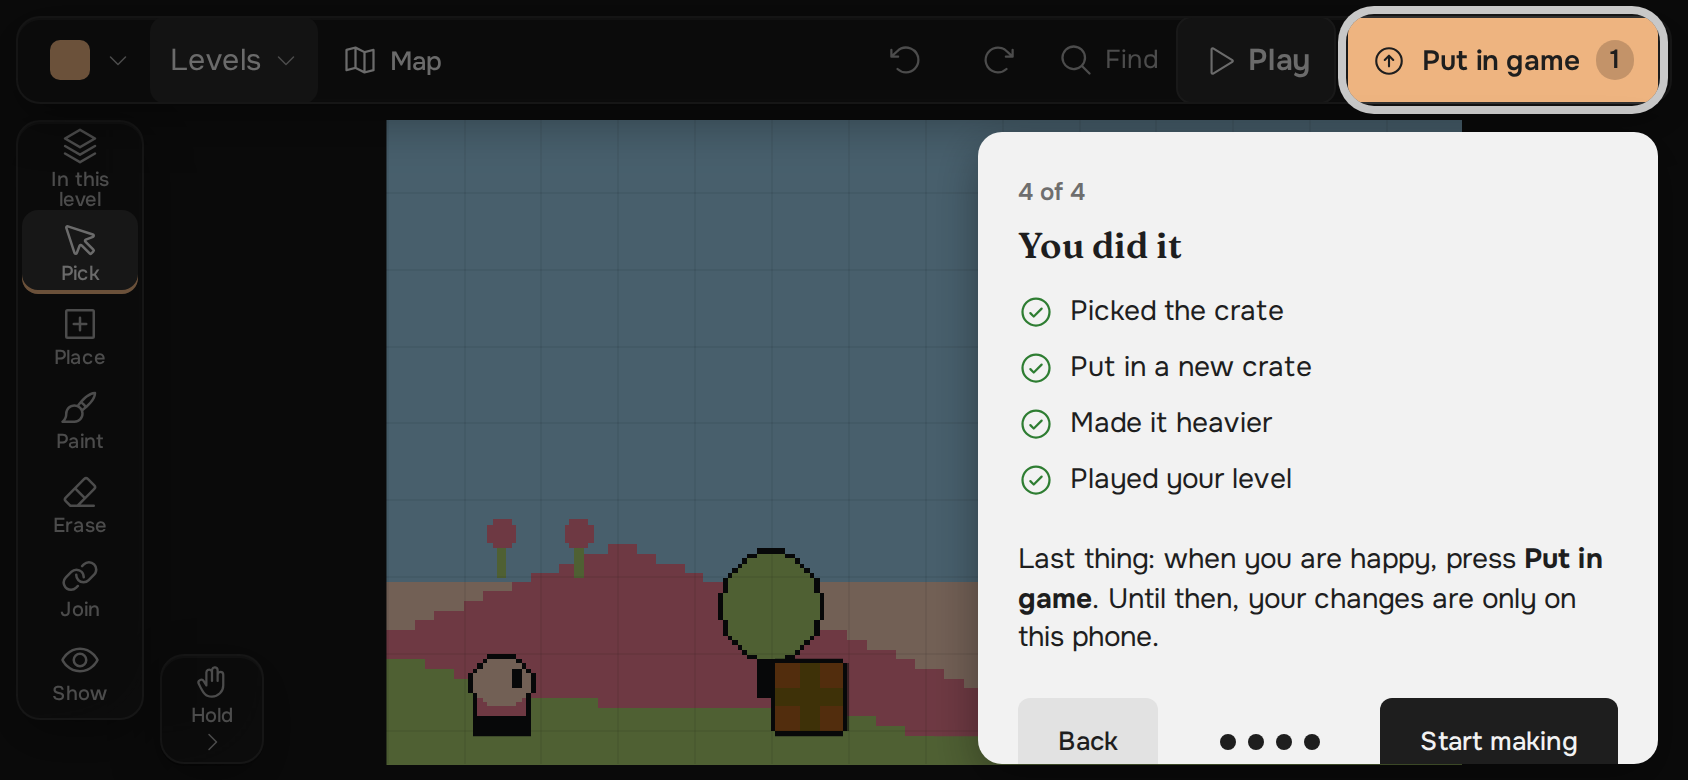 Levels
Map
Find
Play
Put in game 1
In this
level
Pick
Place
Paint
Erase
Join
Show
Hold
4 of 4
You did it
Picked the crate
Put in a new crate
Made it heavier
Played your level
Last thing: when you are happy, press Put in
game. Until then, your changes are only on
this phone.
Back
Start making